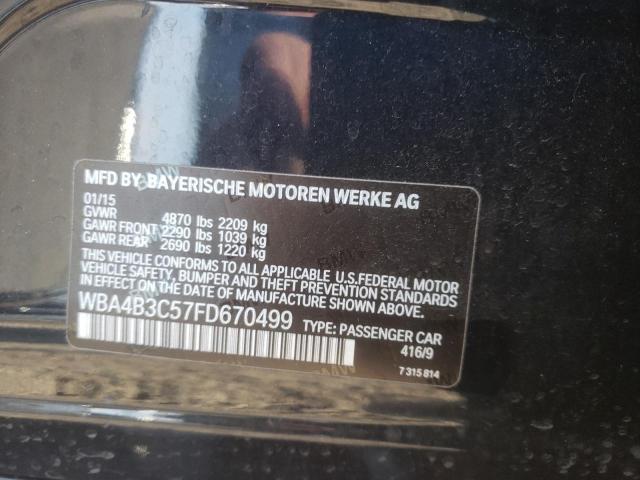 MFD BY BAYERISCHE MOTOREN WERKE AG
01/15
GVWR 4870 lbs 2209 kg
GAWR FRONT 2290 lbs 1039 kg
GAWR REAR 2690 lbs 1220 kg
THIS VEHICLE CONFORMS TO ALL APPLICABLE U.S.FEDERAL MOTOR
VEHICLE SAFETY, BUMPER AND THEFT PREVENTION STANDARDS
IN EFFECT ON THE DATE OF MANUFACTURE SHOWN ABOVE.
WBA4B3C57FD670499 TYPE: PASSENGER CAR
416/9
7 315 814